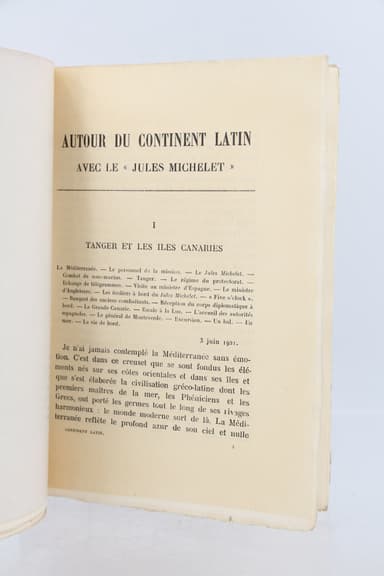 AUTOUR DU CONTINENT LATIN
AVEC LE « JULES MICHELET »
I
TANGER ET LES ILES CANARIES
La Méditerranée. — Le personnel de la mission. — Le Jules Michelet. —
Combat de sous-marins. — Tanger. — Le régime du protectorat. —
Echange de télégrammes. — Visite au ministre d'Espagne. — Le ministre
d'Angleterre. — Les invités à bord du Jules Michelet. — « Five o'clock ».
— Banquet des anciens combattants. — Réception du corps diplomatique à
bord. — La Grande Canarie. — Escale à La Luz. — L'accueil des autorités
espagnoles. — Le général de Monteverde. — Excursion. — Un bal. — Un
mur. — La vie de bord.
3 juin 1921.
Je n'ai jamais contemplé la Méditerranée sans émo-
tion. C'est dans ce creuset que se sont fondus les élé-
ments nés sur ses côtes orientales et dans ses îles et
que s'est élaborée la civilisation gréco-latine dont les
premiers maîtres de la mer, les Phéniciens et les
Grecs, ont porté les germes tout le long de ses rivages
harmonieux : le monde moderne sort de là. La Médi-
terranée reflète le profond azur de son ciel et nulle
CONTINENT LATIN.
1